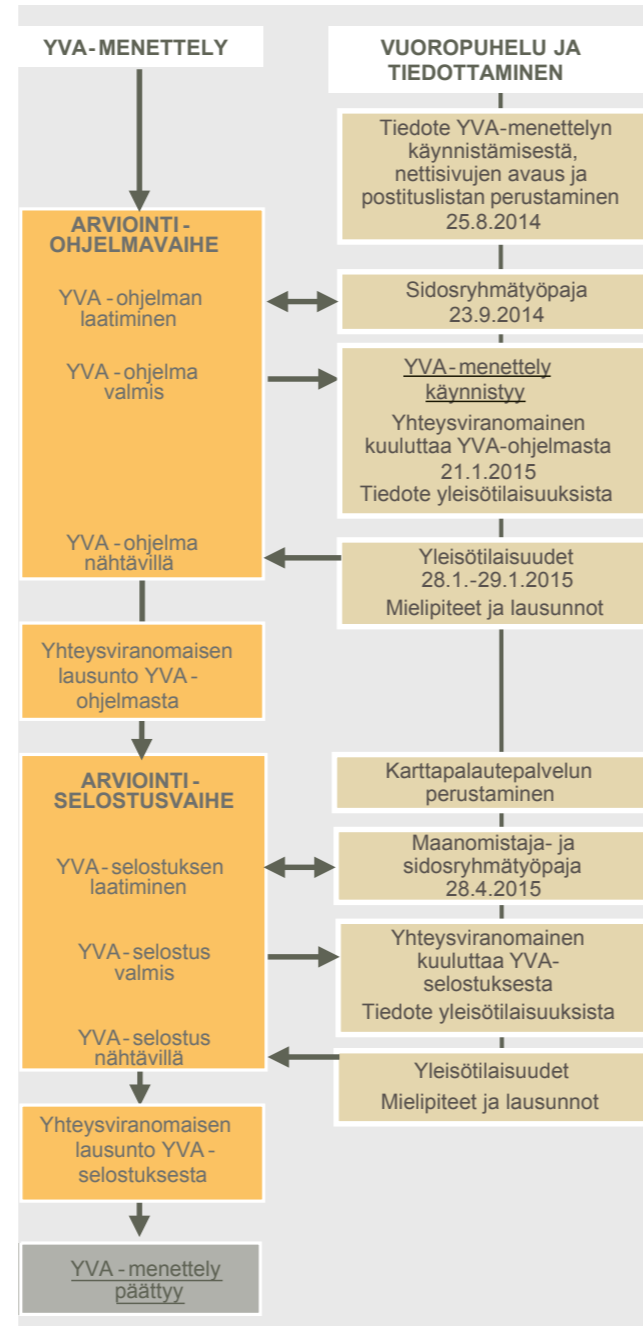 YVA-MENETTELY
ARVIOINTI-
OHJELMAVAIHE
YVA-ohjelman
laatiminen
YVA-ohjelma
valmis
YVA-ohjelma
nähtävillä
Yhteysviranomaisen
lausunto YVA-
ohjelmasta
ARVIOINTI-
SELOSTUSVAIHE
YVA-selostuksen
laatiminen
YVA-selostus
valmis
YVA-selostus
nähtävillä
Yhteysviranomaisen
lausunto YVA-
selostuksesta
YVA-menettely
päättyy
VUOROPUHELU JA
TIEDOTTAMINEN
Tiedote YVA-menettelyn
käynnistämisestä,
nettisivujen avaus ja
postituslistan perustaminen
25.8.2014
Sidosryhmätyöpaja
23.9.2014
YVA-menettely
käynnistyy
Yhteysviranomainen
kuuluttaa YVA-ohjelmasta
21.1.2015
Tiedote yleisötilaisuuksista
Yleisötilaisuudet
28.1.-29.1.2015
Mielipiteet ja lausunnot
Karttapalautepalvelun
perustaminen
Maanomistaja- ja
sidosryhmätyöpaja
28.4.2015
Yhteysviranomainen
kuuluttaa YVA-
selostuksesta
Tiedote yleisötilaisuuksista
Yleisötilaisuudet
Mielipiteet ja lausunnot